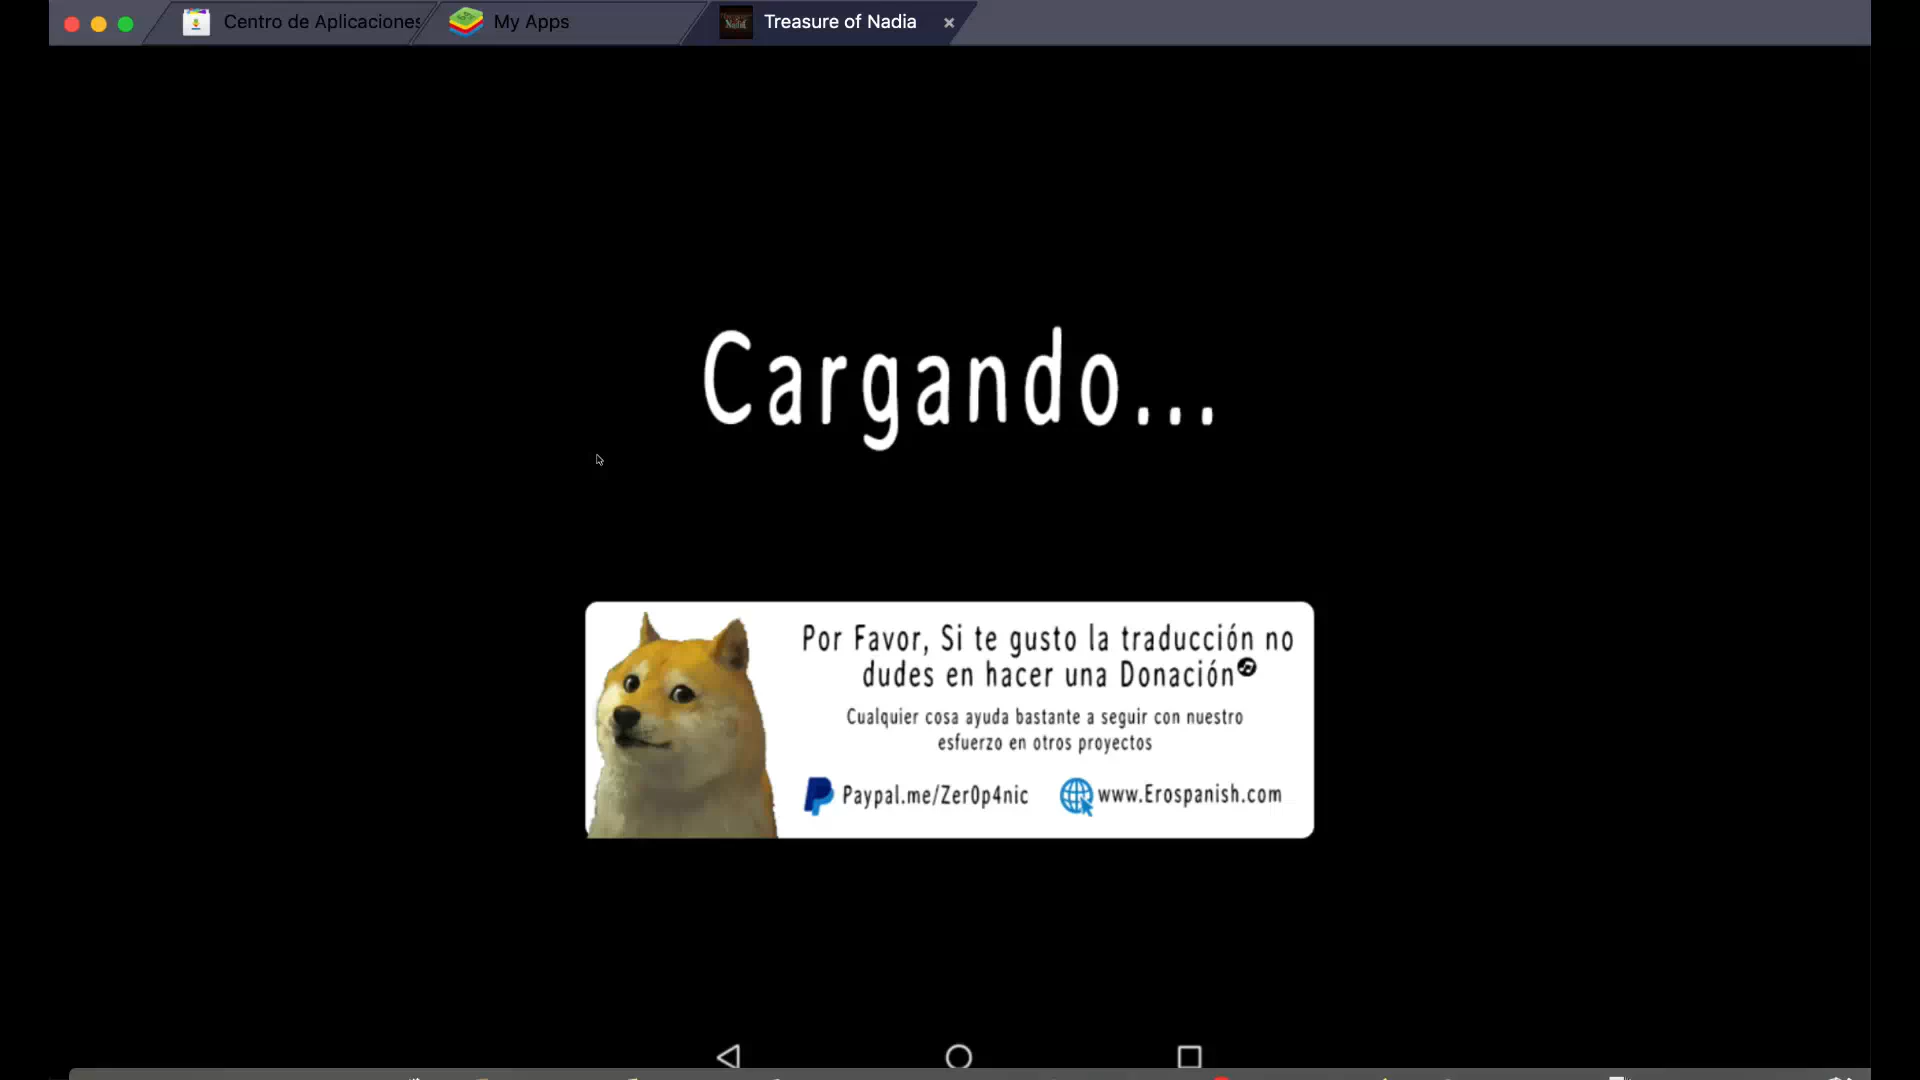 Centro de Aplicaciones
My Apps
Treasure of Nadia
Cargando...
Por Favor, Si te gusto la traducción no
dudes en hacer una Donación
Cualquier cosa ayuda bastante a seguir con nuestro
esfuerzo en otros proyectos
Paypal.me/Zer0p4nic
www.Erospanish.com